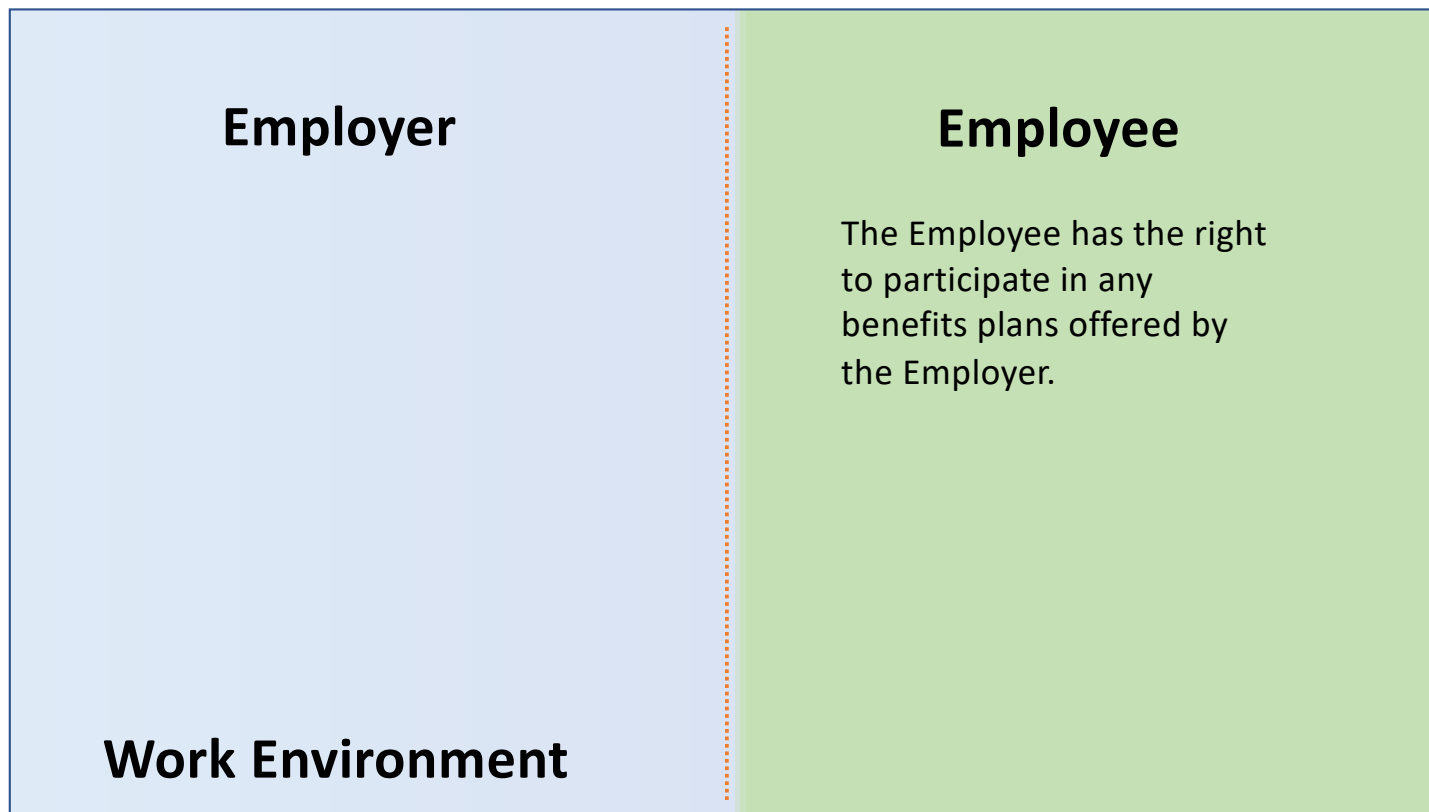 Employer
Work Environment
Employee
The Employee has the right
to participate in any
benefits plans offered by
the Employer.